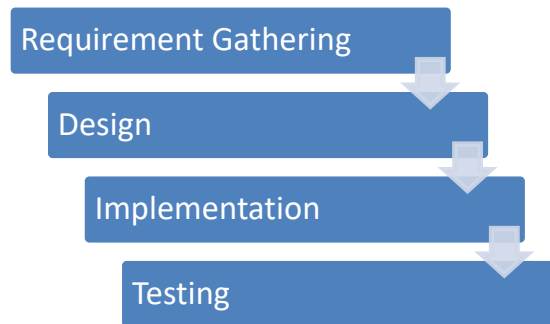 Requirement Gathering
Design
Implementation
Testing